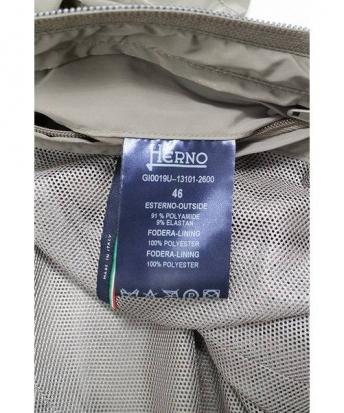 HERNO
GI0019U--13101-2600
46
ESTERNO-OUTSIDE
91 % POLYAMIDE
9% ELASTAN
FODERA-LINING
100% POLYESTER
FODERA-LINING
100% POLYESTER
MADE IN ITALY